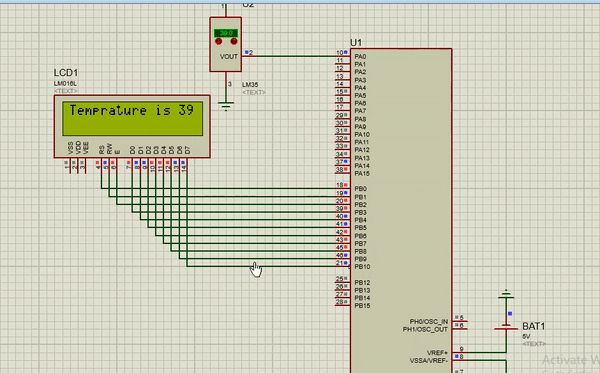 U2
1
39.0
VOUT
2
3
LM35
<TEXT>
U1
LCD1
LM016L
<TEXT>
Temprature is 39
VSS
VDD
VEE
RS
RW
E
D0
D1
D2
D3
D4
D5
D6
D7
1
2
3
4
5
6
7
8
9
10
11
12
13
14
10 PA0
11 PA1
12 PA2
13 PA3
14 PA4
15 PA5
16 PA6
17 PA7
29 PA8
30 PA9
31 PA10
32 PA11
33 PA12
34 PA13
37 PA14
38 PA15
18 PB0
19 PB1
20 PB2
39 PB3
40 PB4
41 PB5
42 PB6
43 PB7
45 PB8
46 PB9
21 PB10
25 PB12
26 PB13
27 PB14
28 PB15
PH0/OSC_IN 5
PH1/OSC_OUT 6
VREF+ 9
VSSA/VREF- 8
7
BAT1
5V
<TEXT>
Activate W